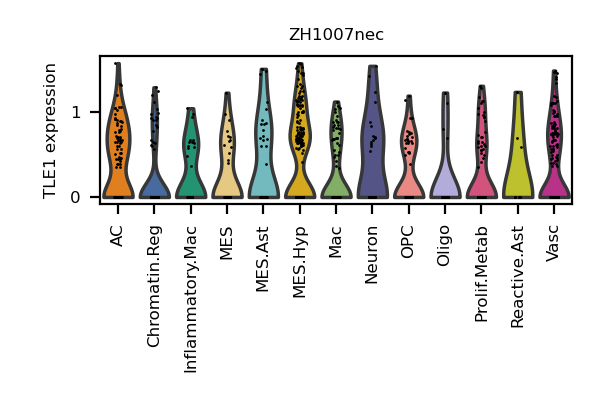 ZH1007nec
TLE1 expression
1
0
AC
Chromatin.Reg
Inflammatory.Mac
MES
MES.Ast
MES.Hyp
Mac
Neuron
OPC
Oligo
Prolif.Metab
Reactive.Ast
Vasc